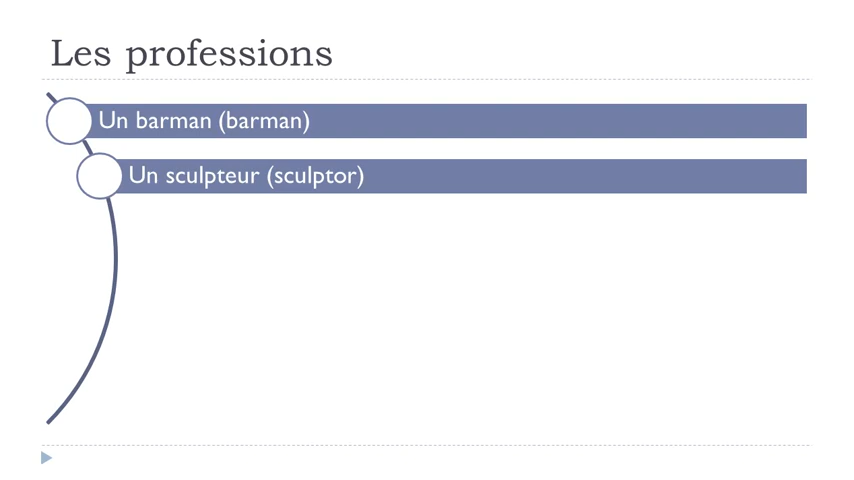 Les professions
Un barman (barman)
Un sculpteur (sculptor)